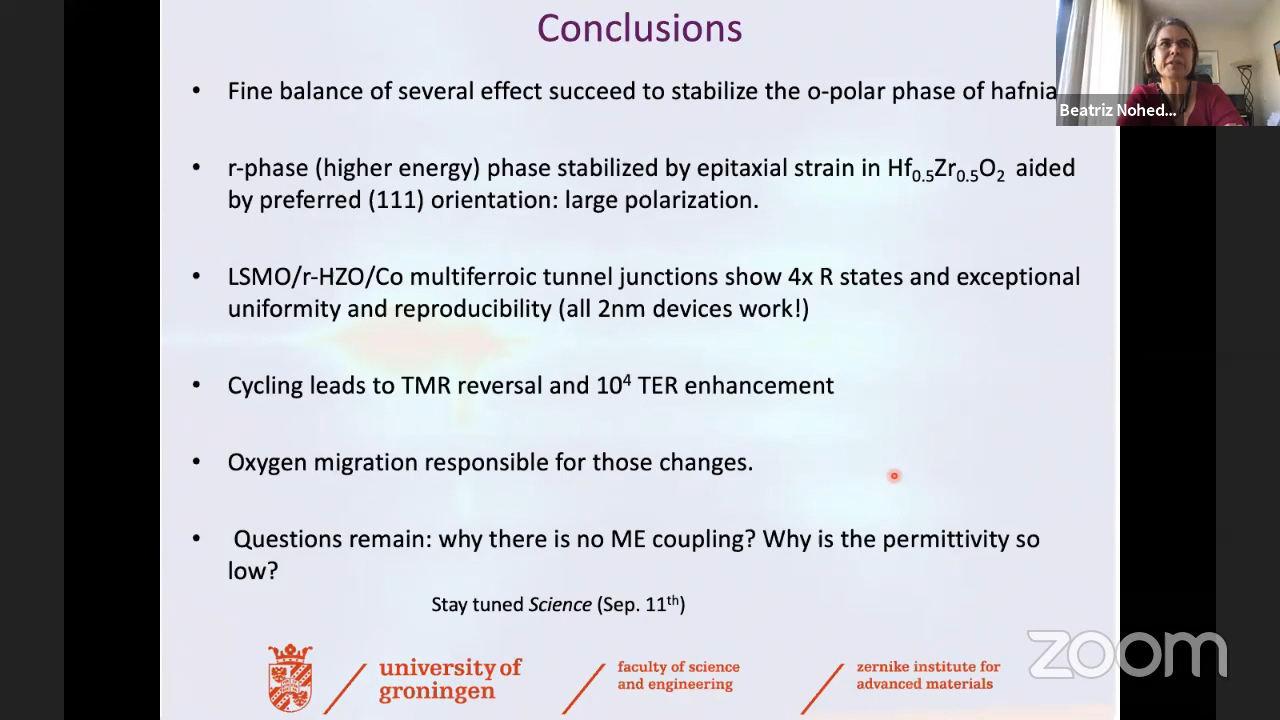 Conclusions
• Fine balance of several effect succeed to stabilize the o-polar phase of hafnia
Beatriz Nohed...
• r-phase (higher energy) phase stabilized by epitaxial strain in Hf₀.₅Zr₀.₅O₂ aided
by preferred (111) orientation: large polarization.
• LSMO/r-HZO/Co multiferroic tunnel junctions show 4x R states and exceptional
uniformity and reproducibility (all 2nm devices work!)
• Cycling leads to TMR reversal and 10⁴ TER enhancement
• Oxygen migration responsible for those changes.
• Questions remain: why there is no ME coupling? Why is the permittivity so
low?
Stay tuned Science (Sep. 11th)
university of
groningen
faculty of science
and engineering
zernike institute for
advanced materials
zoom